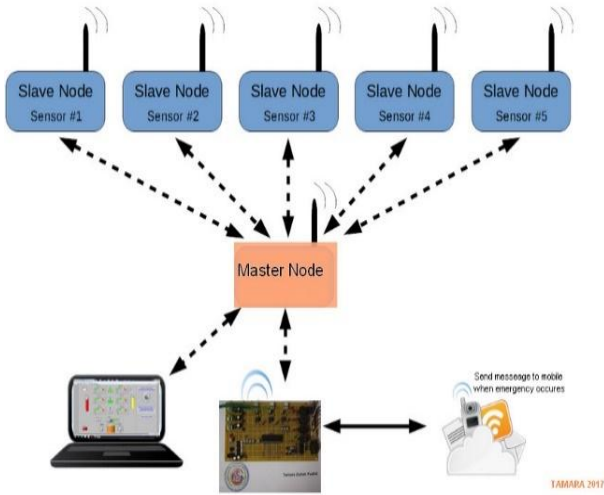 Slave Node
Sensor #1
Slave Node
Sensor #2
Slave Node
Sensor #3
Slave Node
Sensor #4
Slave Node
Sensor #5
Master Node
Send messeage to mobile
when emergency occures
TAMARA 2017